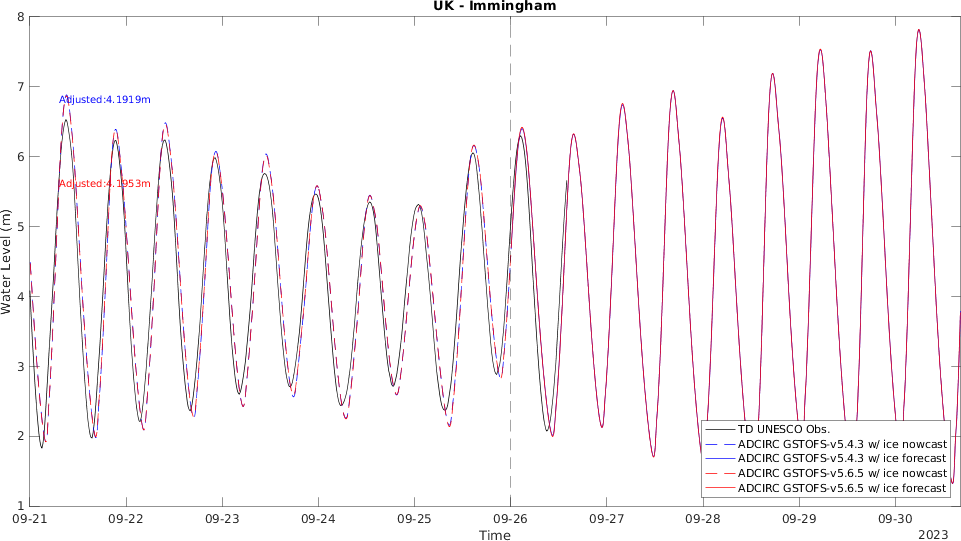 UK - Immingham
8
7
6
5
4
3
2
1
Water Level (m)
Adjusted:4.1919m
Adjusted:4.1953m
TD UNESCO Obs.
ADCIRC GSTOFS-v5.4.3 w/ ice nowcast
ADCIRC GSTOFS-v5.4.3 w/ ice forecast
ADCIRC GSTOFS-v5.6.5 w/ ice nowcast
ADCIRC GSTOFS-v5.6.5 w/ ice forecast
09-21 09-22 09-23 09-24 09-25 09-26 09-27 09-28 09-29 09-30
Time
2023